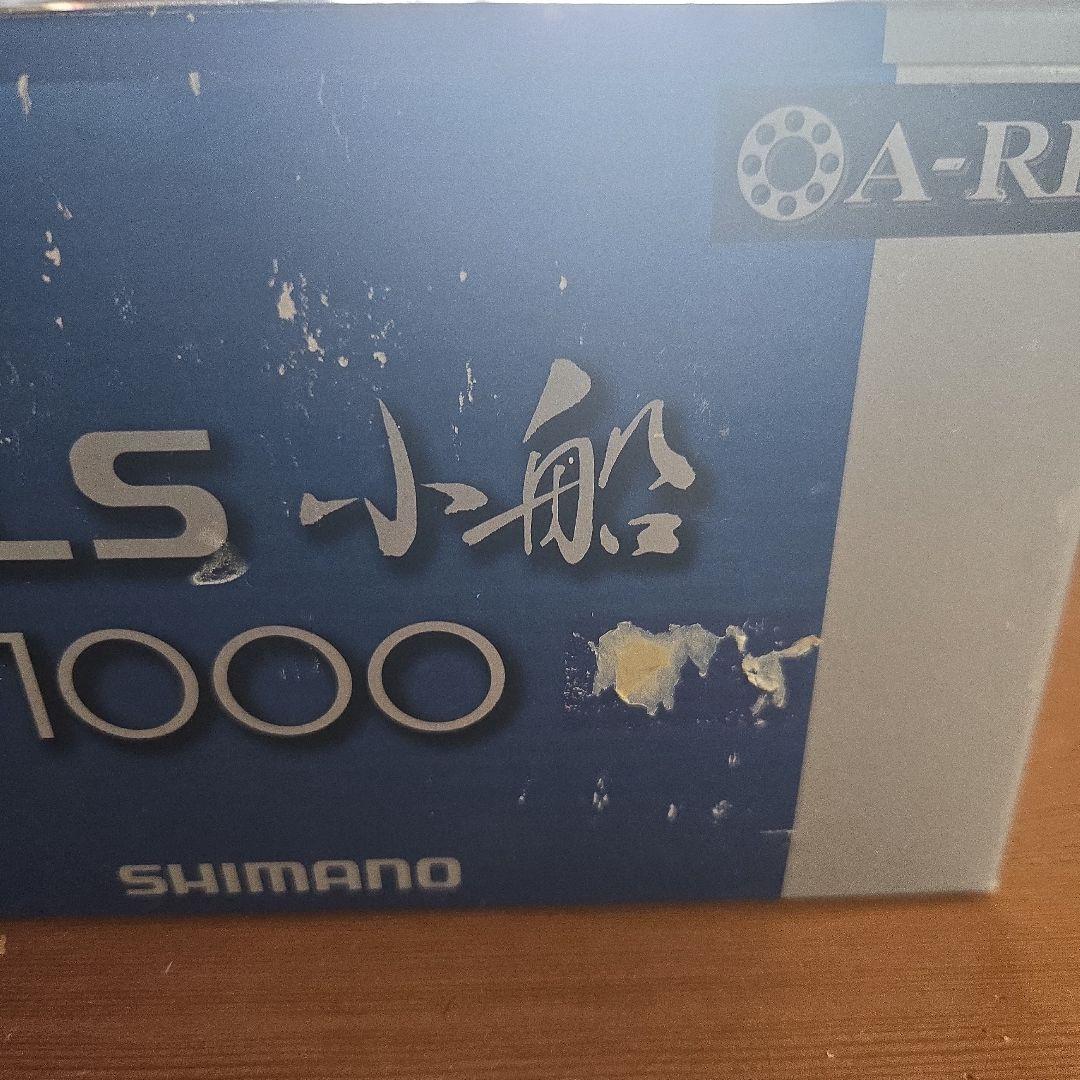 A-R
LS 小船
1000
SHIMANO